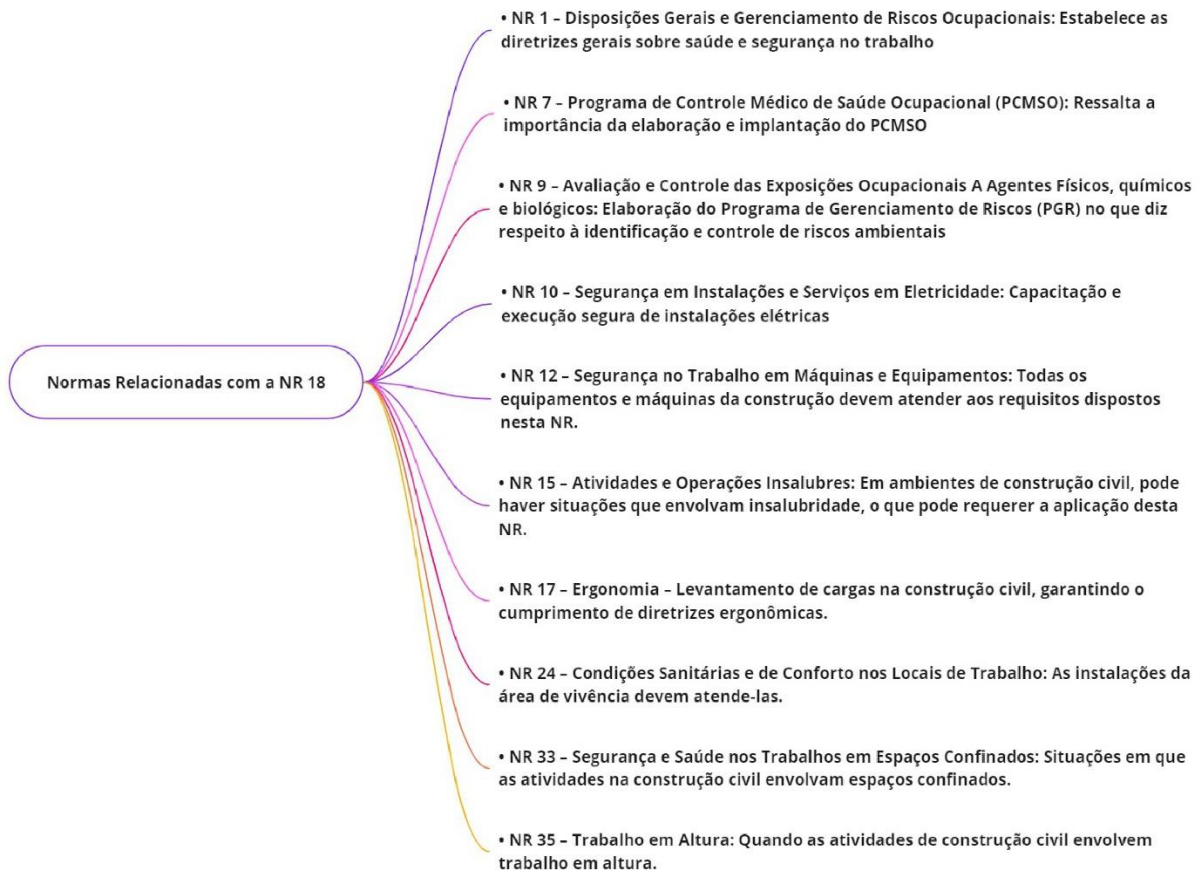 • NR 1 – Disposições Gerais e Gerenciamento de Riscos Ocupacionais: Estabelece as
diretrizes gerais sobre saúde e segurança no trabalho
• NR 7 – Programa de Controle Médico de Saúde Ocupacional (PCMSO): Ressalta a
importância da elaboração e implantação do PCMSO
• NR 9 – Avaliação e Controle das Exposições Ocupacionais A Agentes Físicos, químicos
e biológicos: Elaboração do Programa de Gerenciamento de Riscos (PGR) no que diz
respeito à identificação e controle de riscos ambientais
• NR 10 – Segurança em Instalações e Serviços em Eletricidade: Capacitação e
execução segura de instalações elétricas
Normas Relacionadas com a NR 18
• NR 12 – Segurança no Trabalho em Máquinas e Equipamentos: Todas os
equipamentos e máquinas da construção devem atender aos requisitos dispostos
nesta NR.
• NR 15 – Atividades e Operações Insalubres: Em ambientes de construção civil, pode
haver situações que envolvam insalubridade, o que pode requerer a aplicação desta
NR.
• NR 17 – Ergonomia – Levantamento de cargas na construção civil, garantindo o
cumprimento de diretrizes ergonômicas.
• NR 24 – Condições Sanitárias e de Conforto nos Locais de Trabalho: As instalações da
área de vivência devem atende-las.
• NR 33 – Segurança e Saúde nos Trabalhos em Espaços Confinados: Situações em que
as atividades na construção civil envolvam espaços confinados.
• NR 35 – Trabalho em Altura: Quando as atividades de construção civil envolvem
trabalho em altura.